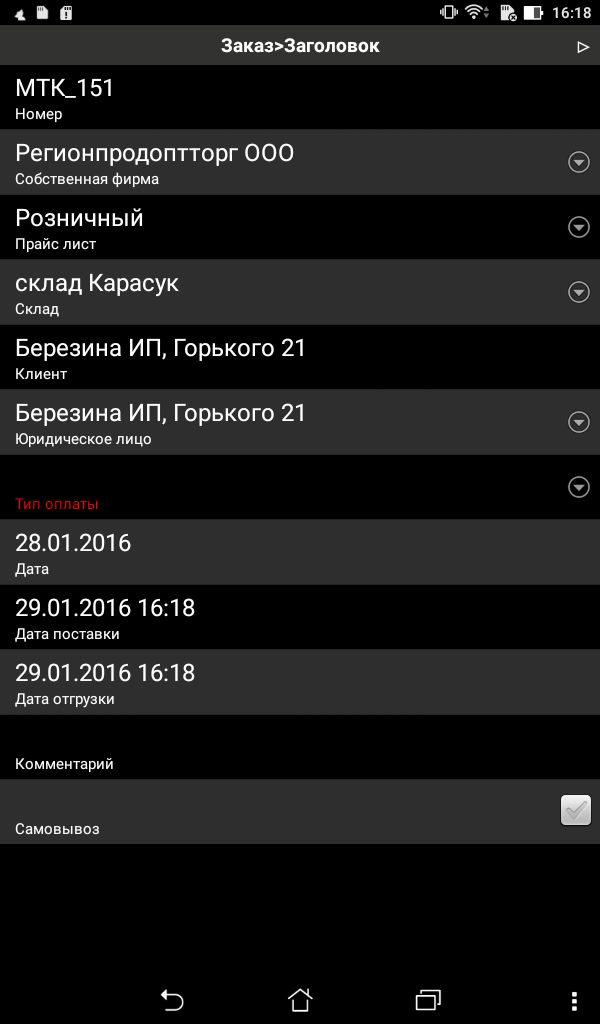 16:18
Заказ>Заголовок
МТК_151
Номер
Регионпродоптторг ООО
Собственная фирма
Розничный
Прайс лист
склад Карасук
Склад
Березина ИП, Горького 21
Клиент
Березина ИП, Горького 21
Юридическое лицо
Тип оплаты
28.01.2016
Дата
29.01.2016 16:18
Дата поставки
29.01.2016 16:18
Дата отгрузки
Комментарий
Самовывоз